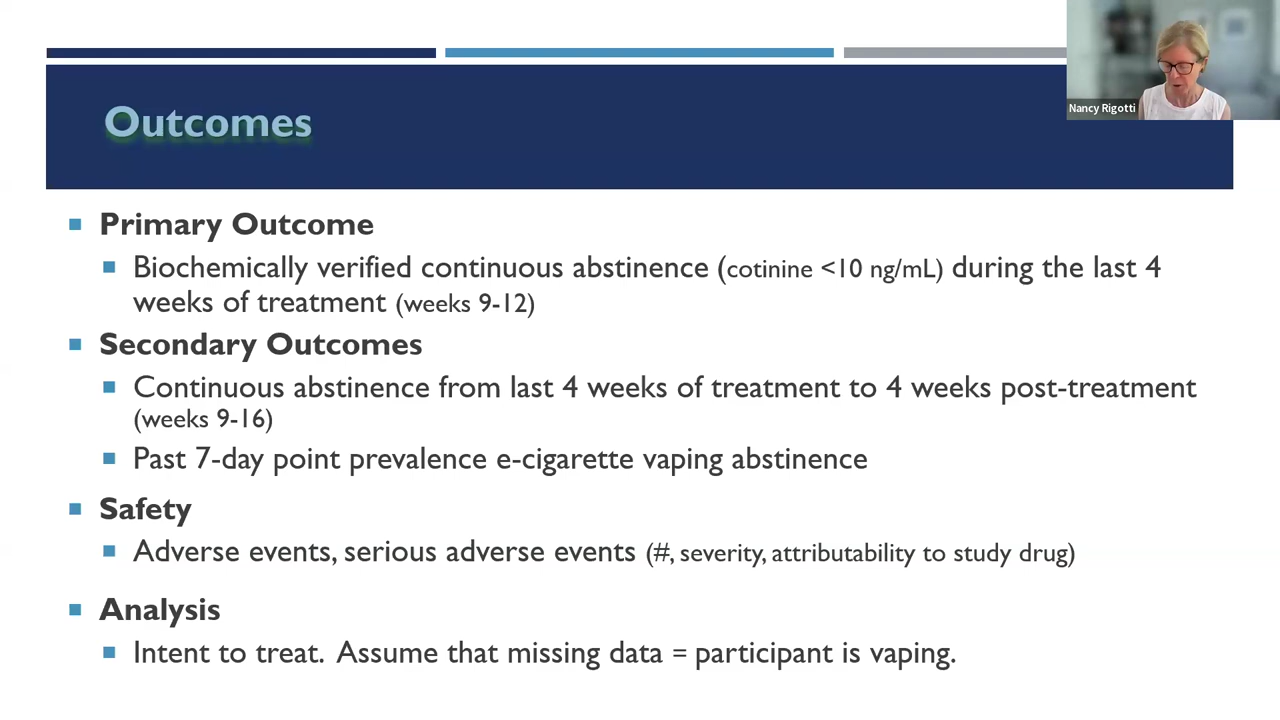 Nancy Rigotti
Outcomes
Primary Outcome
Biochemically verified continuous abstinence (cotinine <10 ng/mL) during the last 4
weeks of treatment (weeks 9-12)
Secondary Outcomes
Continuous abstinence from last 4 weeks of treatment to 4 weeks post-treatment
(weeks 9-16)
Past 7-day point prevalence e-cigarette vaping abstinence
Safety
Adverse events, serious adverse events (#, severity, attributability to study drug)
Analysis
Intent to treat. Assume that missing data = participant is vaping.